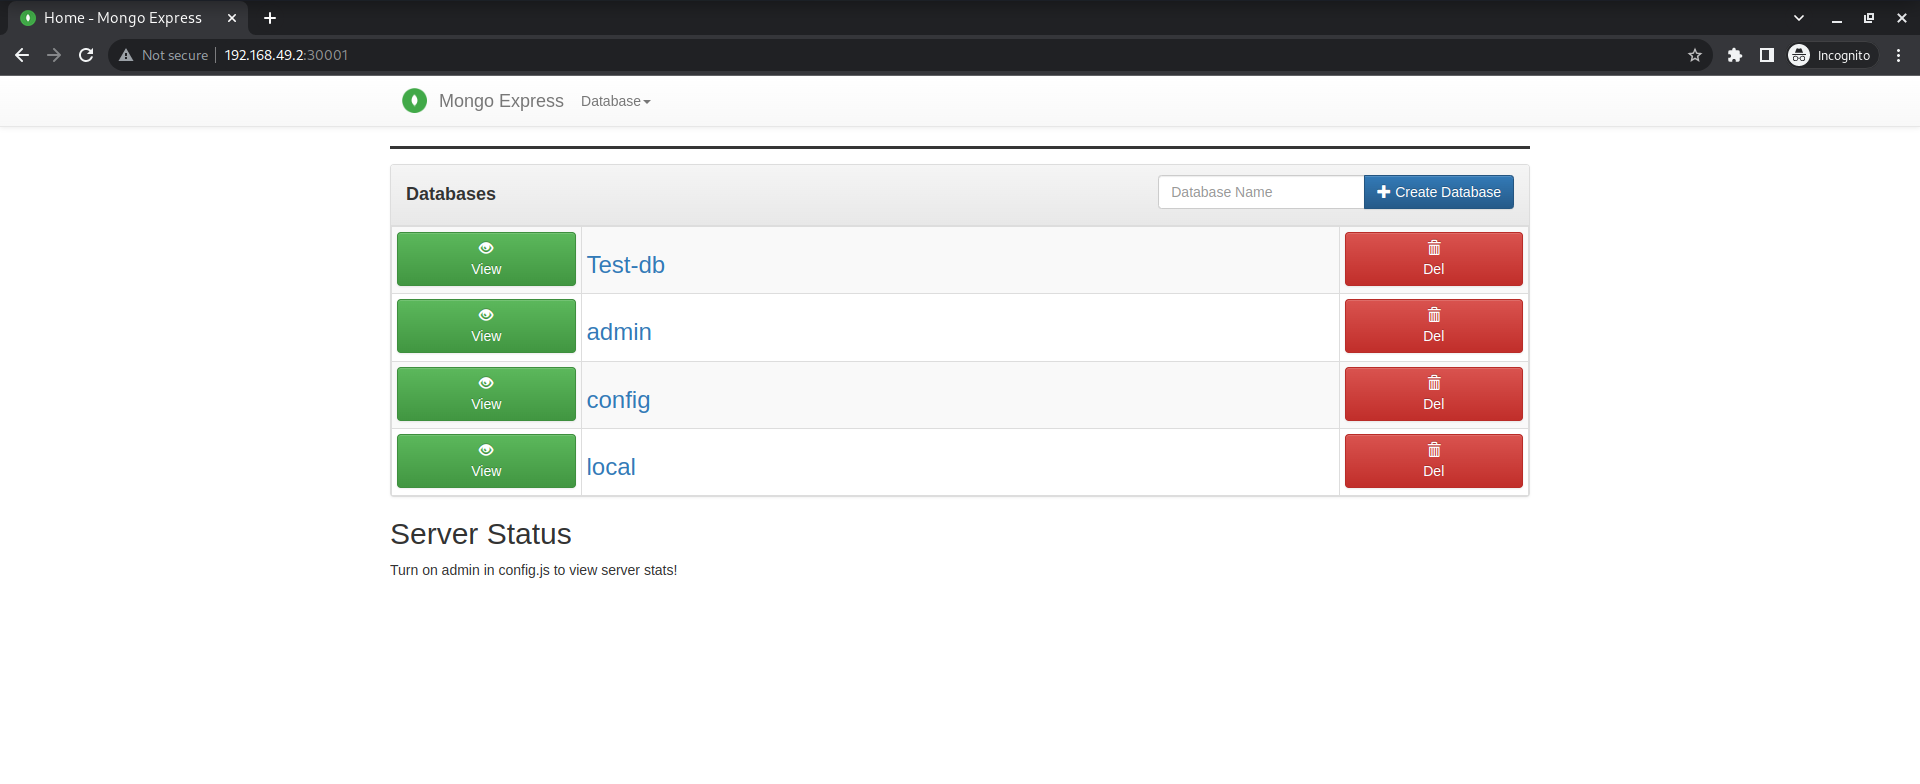 Home - Mongo Express
Not secure 192.168.49.2:30001 Incognito
Mongo Express Database
Databases Database Name Create Database
View Test-db Del
View admin Del
View config Del
View local Del
Server Status
Turn on admin in config.js to view server stats!